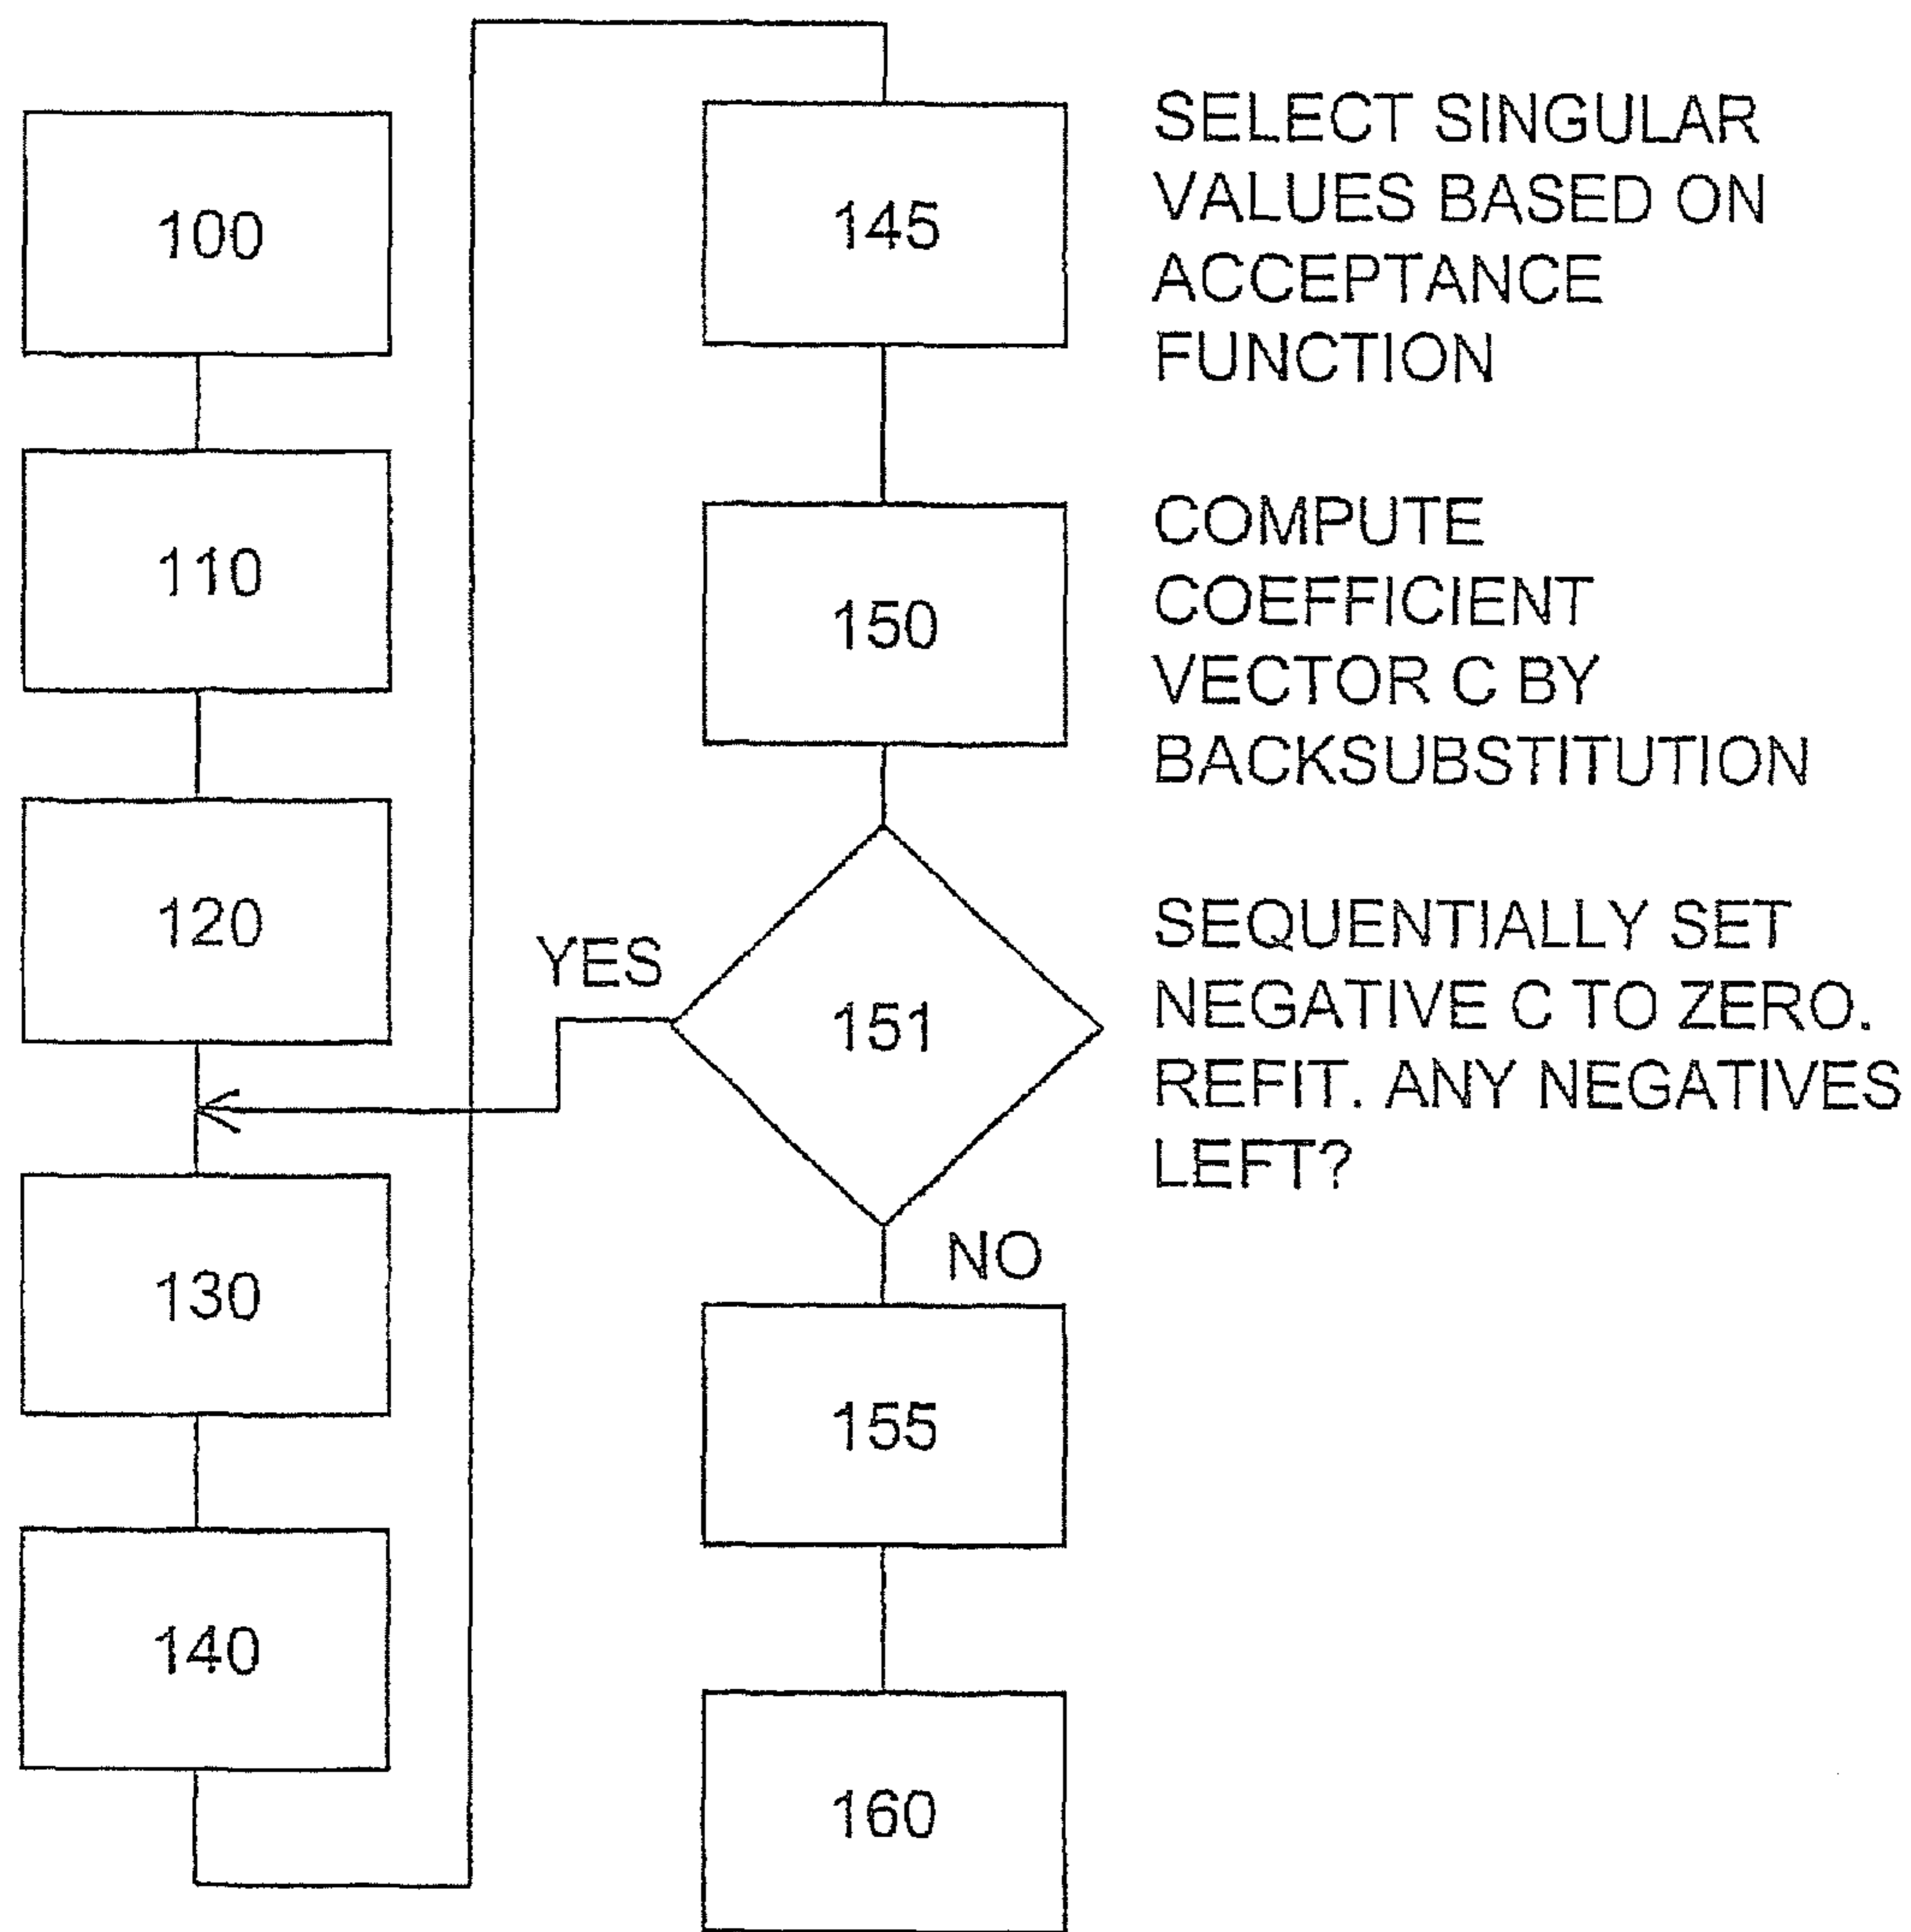 100
110
120
130
140
145
SELECT SINGULAR
VALUES BASED ON
ACCEPTANCE
FUNCTION
150
COMPUTE
COEFFICIENT
VECTOR C BY
BACKSUBSTITUTION
YES
151
SEQUENTIALLY SET
NEGATIVE C TO ZERO.
REFIT. ANY NEGATIVES
LEFT?
NO
155
160